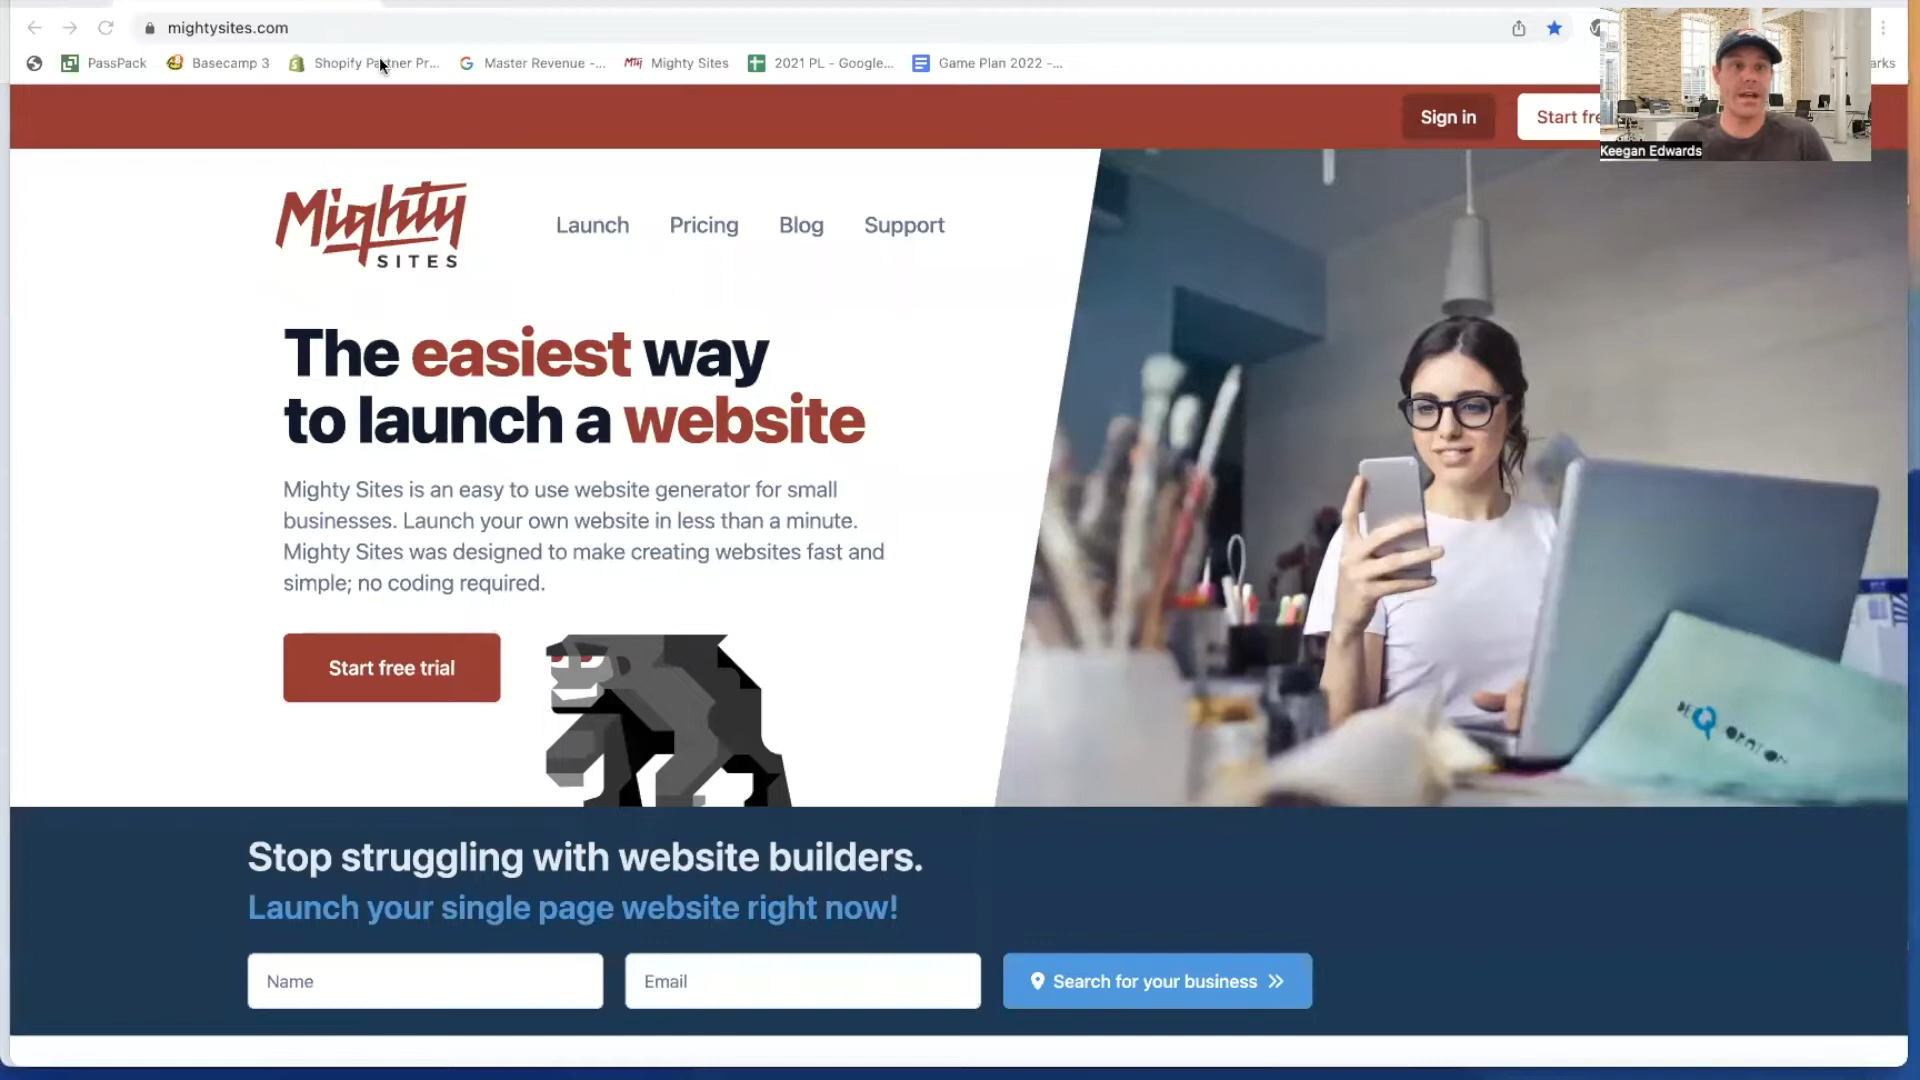 mightysites.com
PassPack
Basecamp 3
Shopify Partner Pr...
Master Revenue -...
Mighty Sites
2021 PL - Google...
Game Plan 2022 -...
arks
Sign in
Start fre
Keegan Edwards
Mighty
SITES
Launch
Pricing
Blog
Support
The easiest way
to launch a website
Mighty Sites is an easy to use website generator for small
businesses. Launch your own website in less than a minute.
Mighty Sites was designed to make creating websites fast and
simple; no coding required.
Start free trial
Stop struggling with website builders.
Launch your single page website right now!
Name
Email
Search for your business